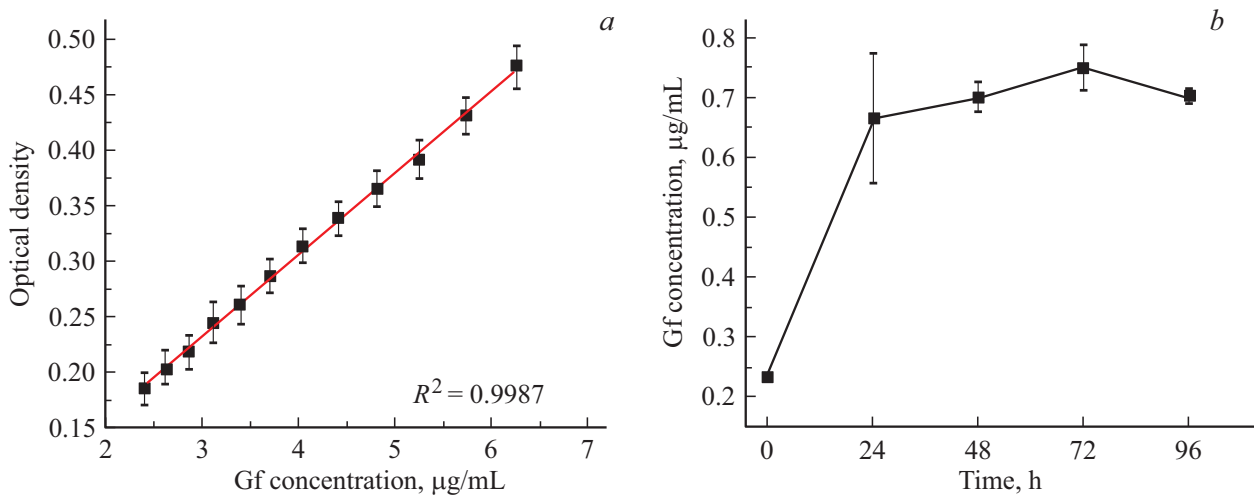 a
0.50
0.45
0.40
0.35
0.30
0.25
0.20
0.15
Optical density
R² = 0.9987
2 3 4 5 6 7
Gf concentration, μg/mL
b
0.8
0.7
0.6
0.5
0.4
0.3
0.2
Gf concentration, μg/mL
0 24 48 72 96
Time, h